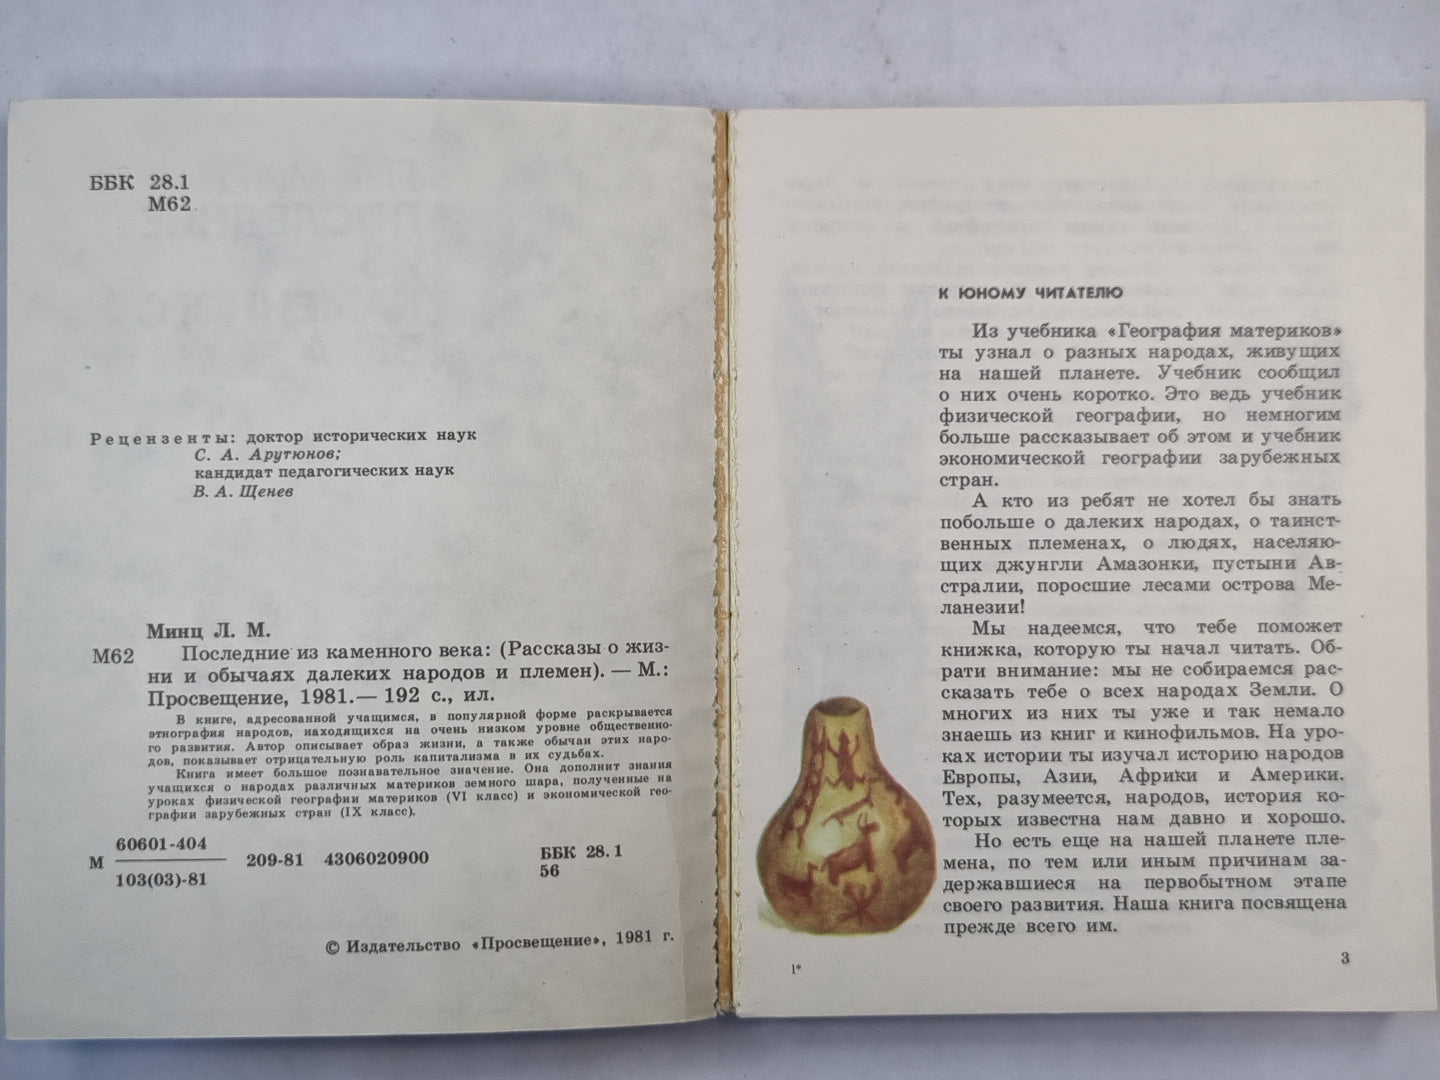 ББК 28.1
М62
Рецензенты: доктор исторических наук
С. А. Арутюнов;
кандидат педагогических наук
В. А. Щенев
Минц Л. М.
М62 Последние из каменного века: (Рассказы о жиз-
ни и обычаях далеких народов и племен). — М.:
Просвещение, 1981.— 192 с., ил.
В книге, адресованной учащимся, в популярной форме раскрывается
этнография народов, находящихся на очень низком уровне общественно-
го развития. Автор описывает образ жизни, а также обычаи этих наро-
дов, показывает отрицательную роль капитализма в их судьбах.
Книга имеет большое познавательное значение. Она дополнит знания
учащихся о народах различных материков земного шара, полученные на
уроках физической географии материков (VI класс) и экономической гео-
графии зарубежных стран (IX класс).
60601-404
М 209-81 4306020900
103(03)-81
ББК 28.1
56
© Издательство «Просвещение», 1981 г.
К ЮНОМУ ЧИТАТЕЛЮ
Из учебника «География материков»
ты узнал о разных народах, живущих
на нашей планете. Учебник сообщил
о них очень коротко. Это ведь учебник
физической географии, но немногим
больше рассказывает об этом и учебник
экономической географии зарубежных
стран.
А кто из ребят не хотел бы знать
побольше о далеких народах, о таинст-
венных племенах, о людях, населяю-
щих джунгли Амазонки, пустыни Ав-
стралии, поросшие лесами острова Ме-
ланезии!
Мы надеемся, что тебе поможет
книжка, которую ты начал читать. Об-
рати внимание: мы не собираемся рас-
сказать тебе о всех народах Земли. О
многих из них ты уже и так немало
знаешь из книг и кинофильмов. На уро-
ках истории ты изучал историю народов
Европы, Азии, Африки и Америки.
Тех, разумеется, народов, история ко-
торых известна нам давно и хорошо.
Но есть еще на нашей планете пле-
мена, по тем или иным причинам за-
державшиеся на первобытном этапе
своего развития. Наша книга посвящена
прежде всего им.
1*
3